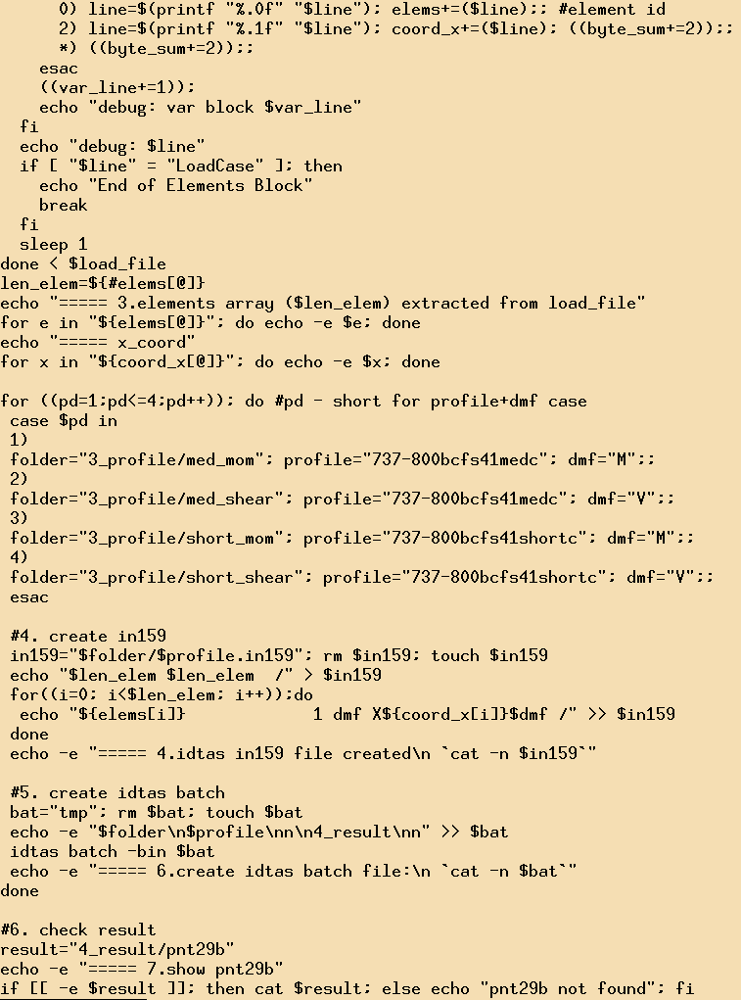 0) line=$(printf "%.0f" "$line"); elems+=($line);; #element id
2) line=$(printf "%.1f" "$line"); coord_x+=($line); ((byte_sum+=2));;
*) ((byte_sum+=2));;
esac
((var_line+=1));
echo "debug: var block $var_line"
fi
echo "debug: $line"
if [ "$line" = "LoadCase" ]; then
echo "End of Elements Block"
break
fi
sleep 1
done < $load_file
len_elem=${#elems[@]}
echo "===== 3.elements array ($len_elem) extracted from load_file"
for e in "${elems[@]}"; do echo -e $e; done
echo "===== x_coord"
for x in "${coord_x[@]}"; do echo -e $x; done
for ((pd=1;pd<=4;pd++)); do #pd - short for profile+dmf case
case $pd in
1)
folder="3_profile/med_mom"; profile="737-800bcfs41medc"; dmf="M";;
2)
folder="3_profile/med_shear"; profile="737-800bcfs41medc"; dmf="V";;
3)
folder="3_profile/short_mom"; profile="737-800bcfs41shortc"; dmf="M";;
4)
folder="3_profile/short_shear"; profile="737-800bcfs41shortc"; dmf="V";;
esac
#4. create in159
in159="$folder/$profile.in159"; rm $in159; touch $in159
echo "$len_elem $len_elem  /" > $in159
for((i=0; i<$len_elem; i++));do
echo "${elems[i]}             1 dmf X${coord_x[i]}$dmf /" >> $in159
done
echo -e "===== 4.idtas in159 file created\n `cat -n $in159`"
#5. create idtas batch
bat="tmp"; rm $bat; touch $bat
echo -e "$folder\n$profile\nn\n4_result\nn" >> $bat
idtas batch -bin $bat
echo -e "===== 6.create idtas batch file:\n `cat -n $bat`"
done
#6. check result
result="4_result/pnt29b"
echo -e "===== 7.show pnt29b"
if [[ -e $result ]]; then cat $result; else echo "pnt29b not found"; fi